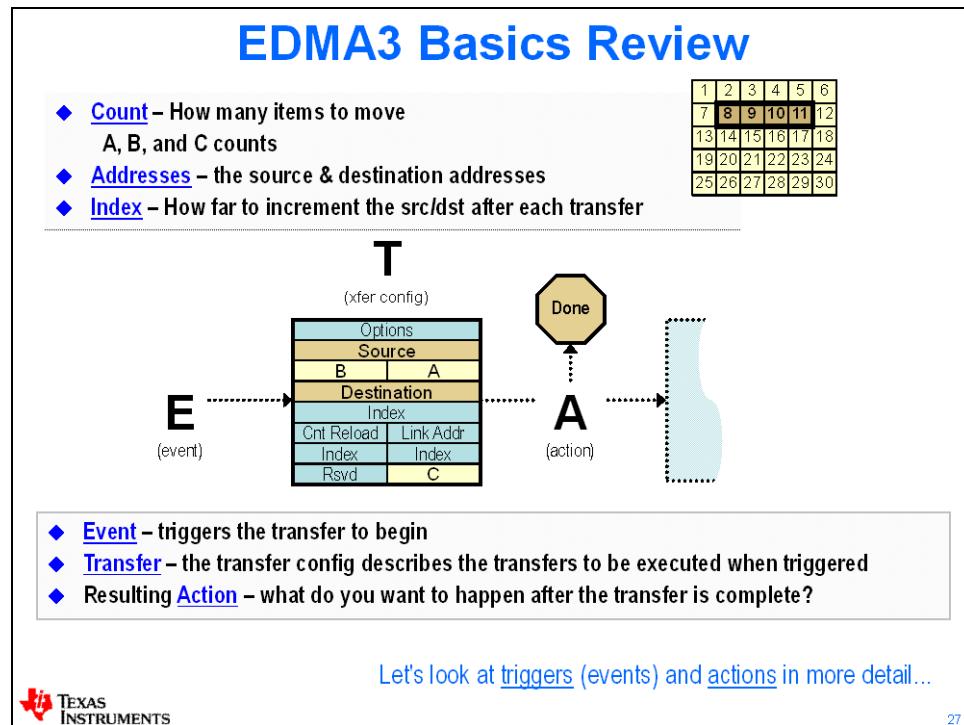 EDMA3 Basics Review
◆ Count – How many items to move
A, B, and C counts
◆ Addresses – the source & destination addresses
◆ Index – How far to increment the src/dst after each transfer
1 2 3 4 5 6
7 8 9 10 11 12
13 14 15 16 17 18
19 20 21 22 23 24
25 26 27 28 29 30
T
(xfer config)
Options
Source
B A
Destination
Index
Cnt Reload Link Addr
Index Index
Rsvd C
E
(event)
Done
A
(action)
◆ Event – triggers the transfer to begin
◆ Transfer – the transfer config describes the transfers to be executed when triggered
◆ Resulting Action – what do you want to happen after the transfer is complete?
Let's look at triggers (events) and actions in more detail...
TEXAS
INSTRUMENTS
27